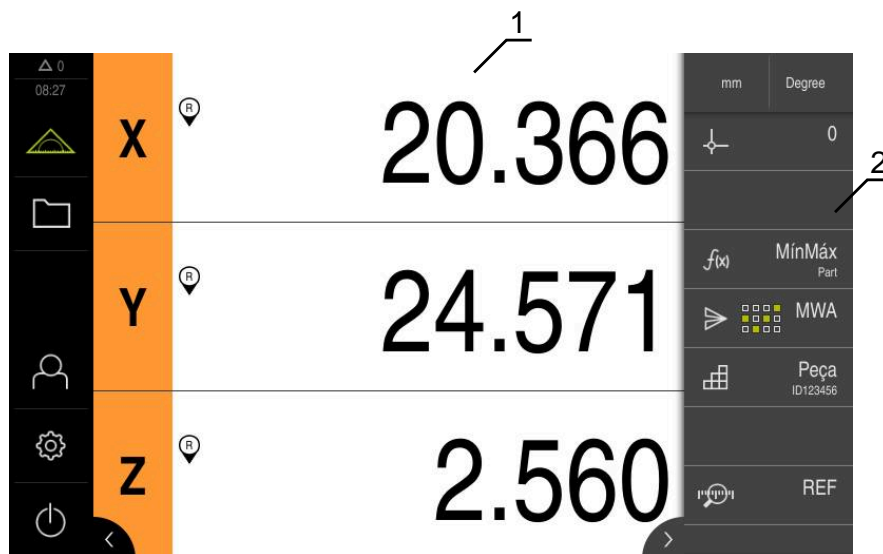 1
0
08:27
X
R
20.366
mm
Degree
0
2
Y
R
24.571
f(x)
MínMáx
Part
MWA
Peça
ID123456
Z
R
2.560
REF